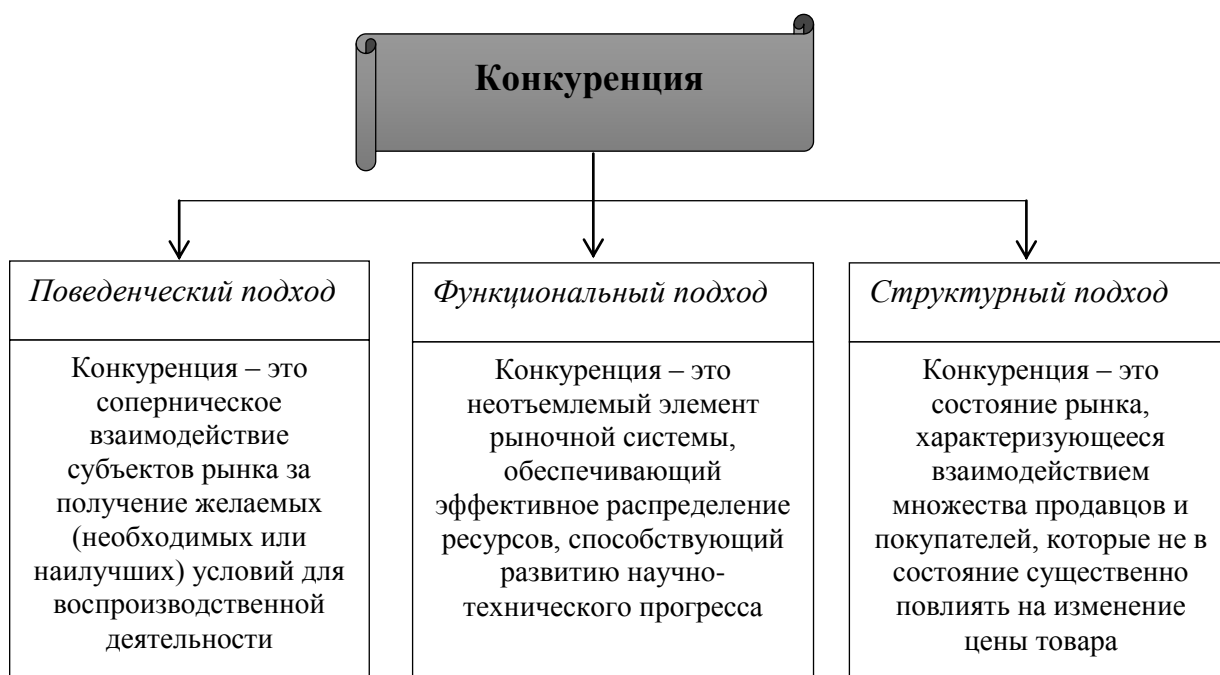 Конкуренция
Поведенческий подход
Конкуренция – это
соперническое
взаимодействие
субъектов рынка за
получение желаемых
(необходимых или
наилучших) условий для
воспроизводственной
деятельности
Функциональный подход
Конкуренция – это
неотъемлемый элемент
рыночной системы,
обеспечивающий
эффективное распределение
ресурсов, способствующий
развитию научно-
технического прогресса
Структурный подход
Конкуренция – это
состояние рынка,
характеризующееся
взаимодействием
множества продавцов и
покупателей, которые не в
состояние существенно
повлиять на изменение
цены товара